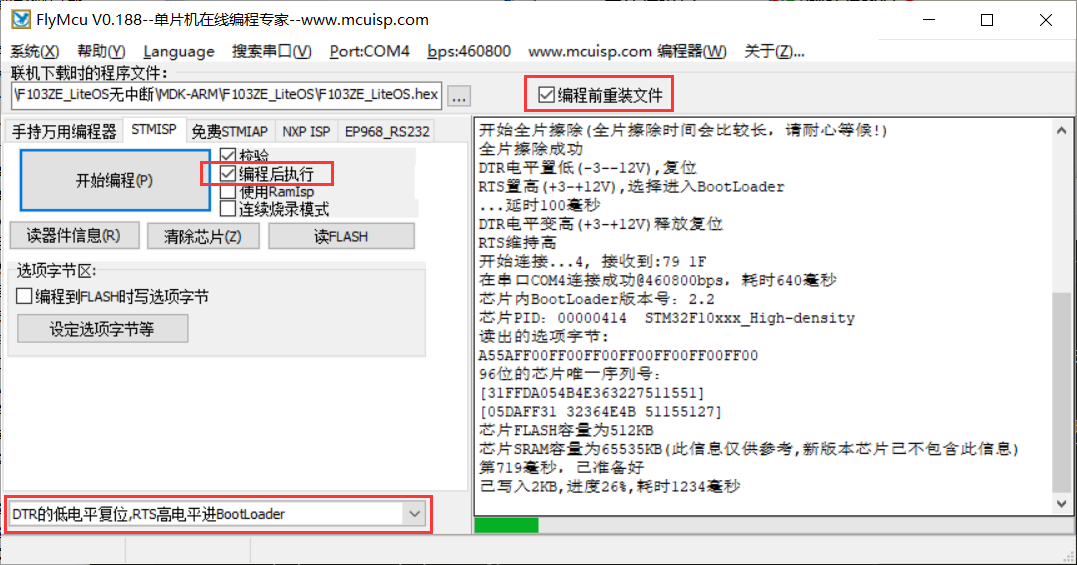 FlyMcu V0.188--单片机在线编程专家--www.mcuisp.com
系统(X) 帮助(Y) Language 搜索串口(V) Port:COM4 bps:460800 www.mcuisp.com 编程器(W) 关于(Z)...
联机下载时的程序文件:
\F103ZE_LiteOS无中断\MDK-ARM\F103ZE_LiteOS\F103ZE_LiteOS.hex ... 编程前重装文件
手持万用编程器 STMISP 免费STMIAP NXP ISP EP968_RS232
校验
开始编程(P)
编程后执行
使用RamIsp
连续烧录模式
读器件信息(R) 清除芯片(Z) 读FLASH
选项字节区:
编程到FLASH时写选项字节
设定选项字节等
DTR的低电平复位,RTS高电平进BootLoader
开始全片擦除(全片擦除时间会比较长，请耐心等候!)
全片擦除成功
DTR电平置低(-3--12V),复位
RTS置高(+3-+12V),选择进入BootLoader
...延时100毫秒
DTR电平变高(+3-+12V)释放复位
RTS维持高
开始连接...4, 接收到:79 1F
在串口COM4连接成功@460800bps，耗时640毫秒
芯片内BootLoader版本号：2.2
芯片PID：00000414 STM32F10xxx_High-density
读出的选项字节:
A55AFF00FF00FF00FF00FF00FF00FF00
96位的芯片唯一序列号:
[31FFDA054B4E363227511551]
[05DAFF31 32364E4B 51155127]
芯片FLASH容量为512KB
芯片SRAM容量为65535KB(此信息仅供参考,新版本芯片已不包含此信息)
第719毫秒，已准备好
已写入2KB,进度26%,耗时1234毫秒